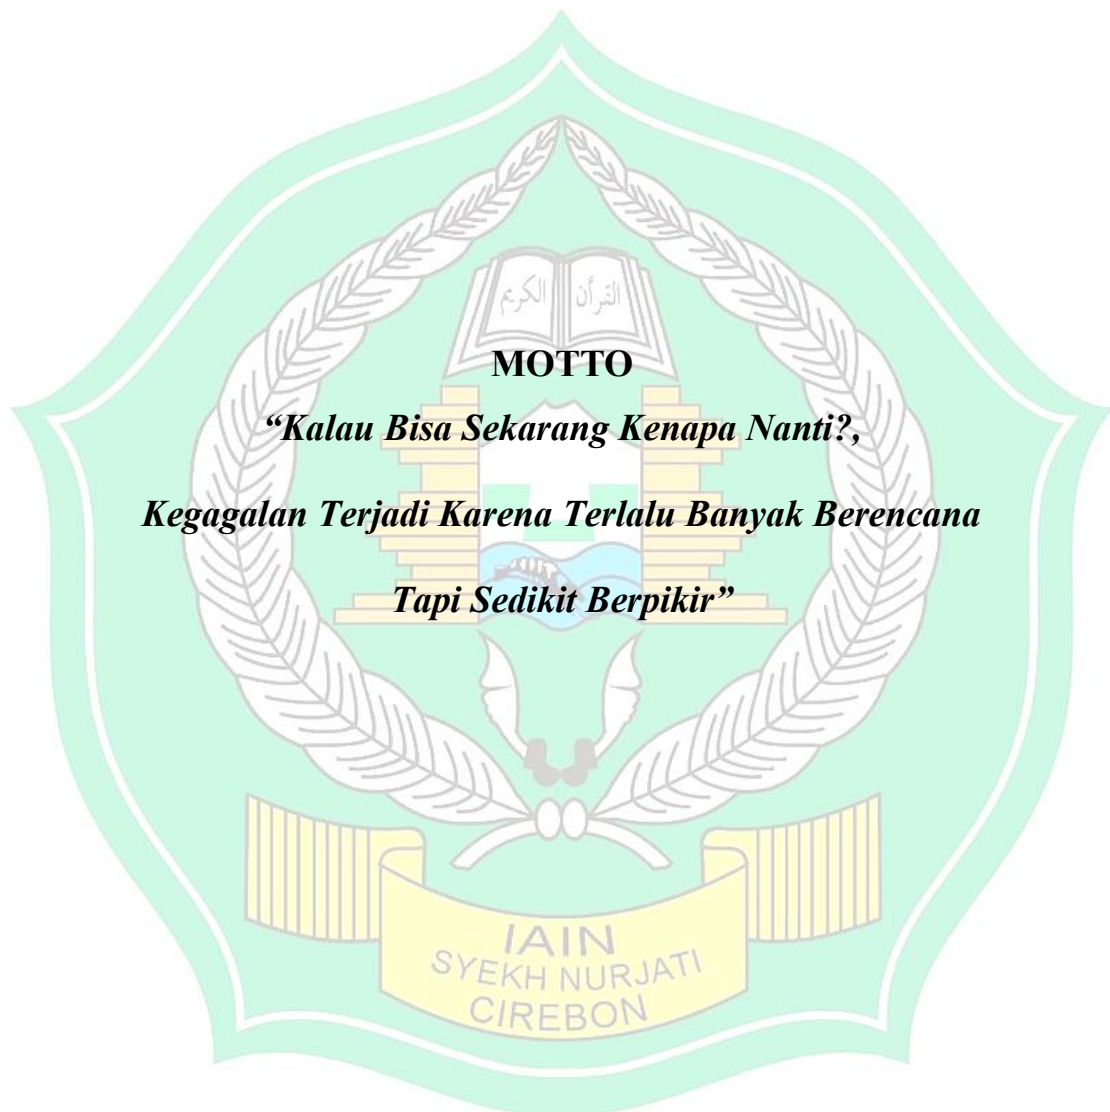 القرآن الكريم
MOTTO
“Kalau Bisa Sekarang Kenapa Nanti?,
Kegagalan Terjadi Karena Terlalu Banyak Berencana
Tapi Sedikit Berpikir”
IAIN
SYEKH NURJATI
CIREBON